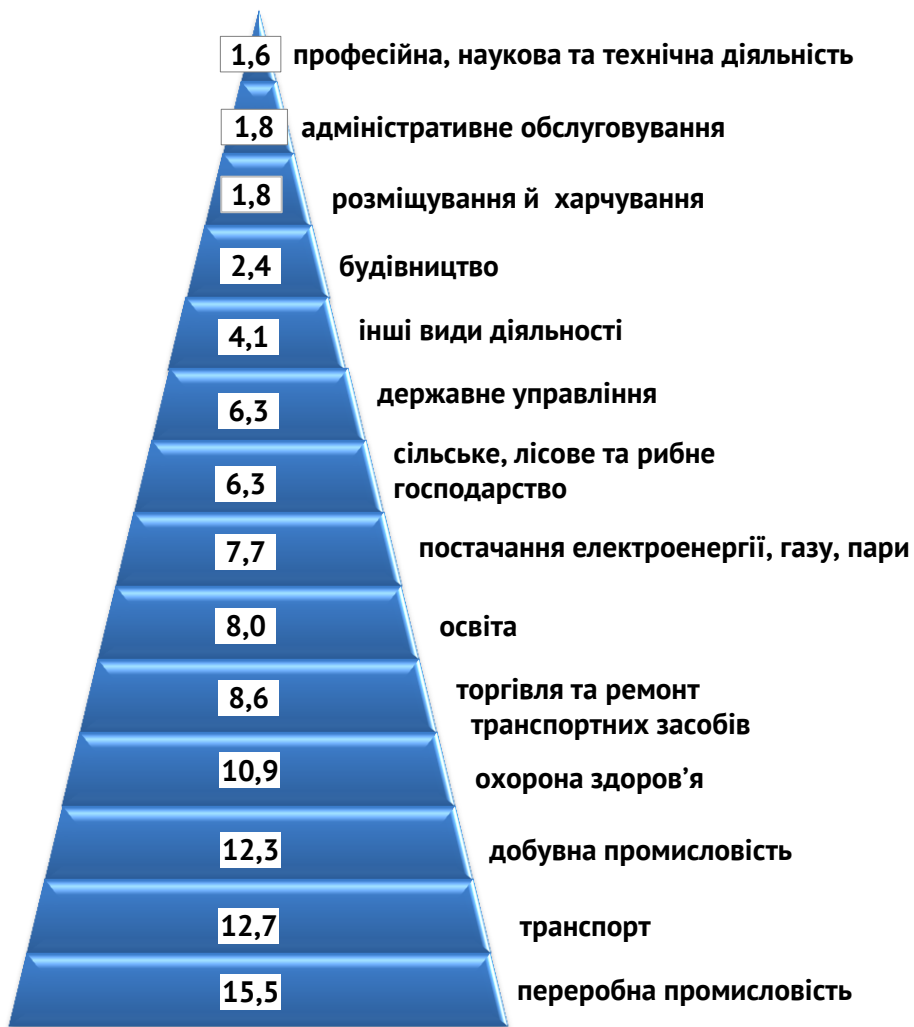 1,6 професійна, наукова та технічна діяльність
1,8 адміністративне обслуговування
1,8 розміщування й харчування
2,4 будівництво
4,1 інші види діяльності
6,3 державне управління
6,3 сільське, лісове та рибне
господарство
7,7 постачання електроенергії, газу, пари
8,0 освіта
8,6 торгівля та ремонт
транспортних засобів
10,9 охорона здоров’я
12,3 добувна промисловість
12,7 транспорт
15,5 переробна промисловість